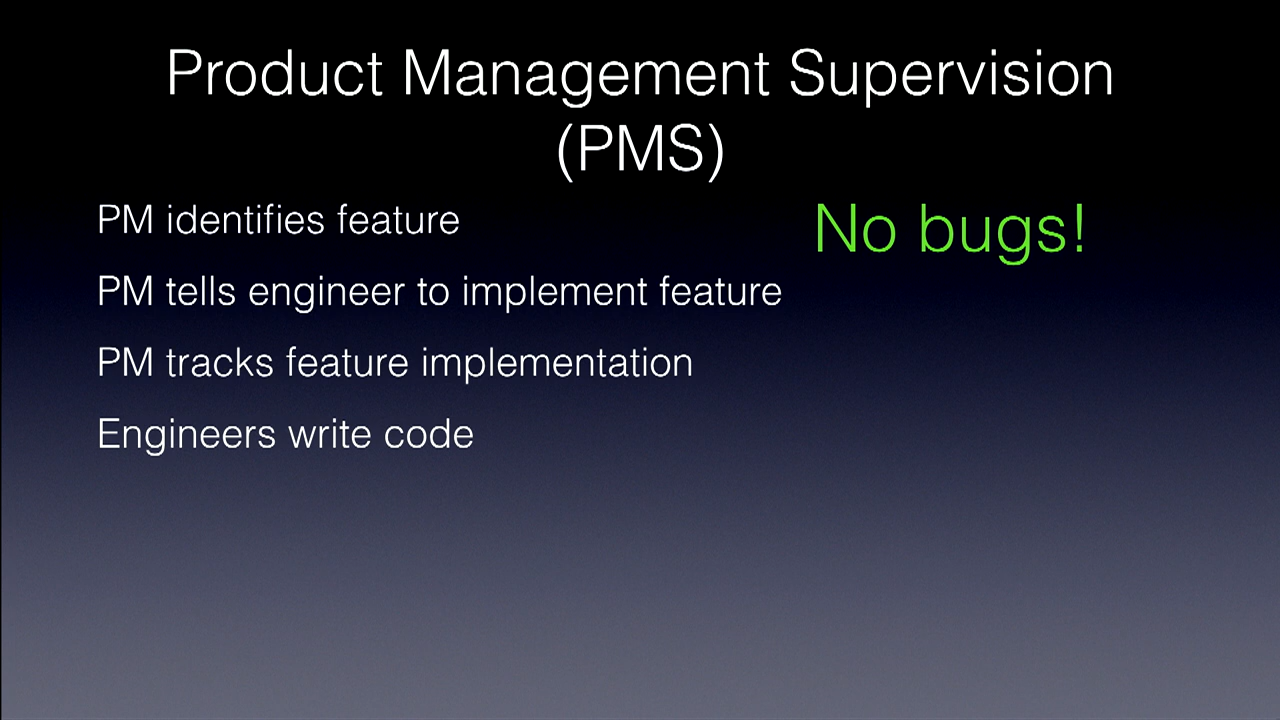 Product Management Supervision
(PMS)
PM identifies feature
No bugs!
PM tells engineer to implement feature
PM tracks feature implementation
Engineers write code